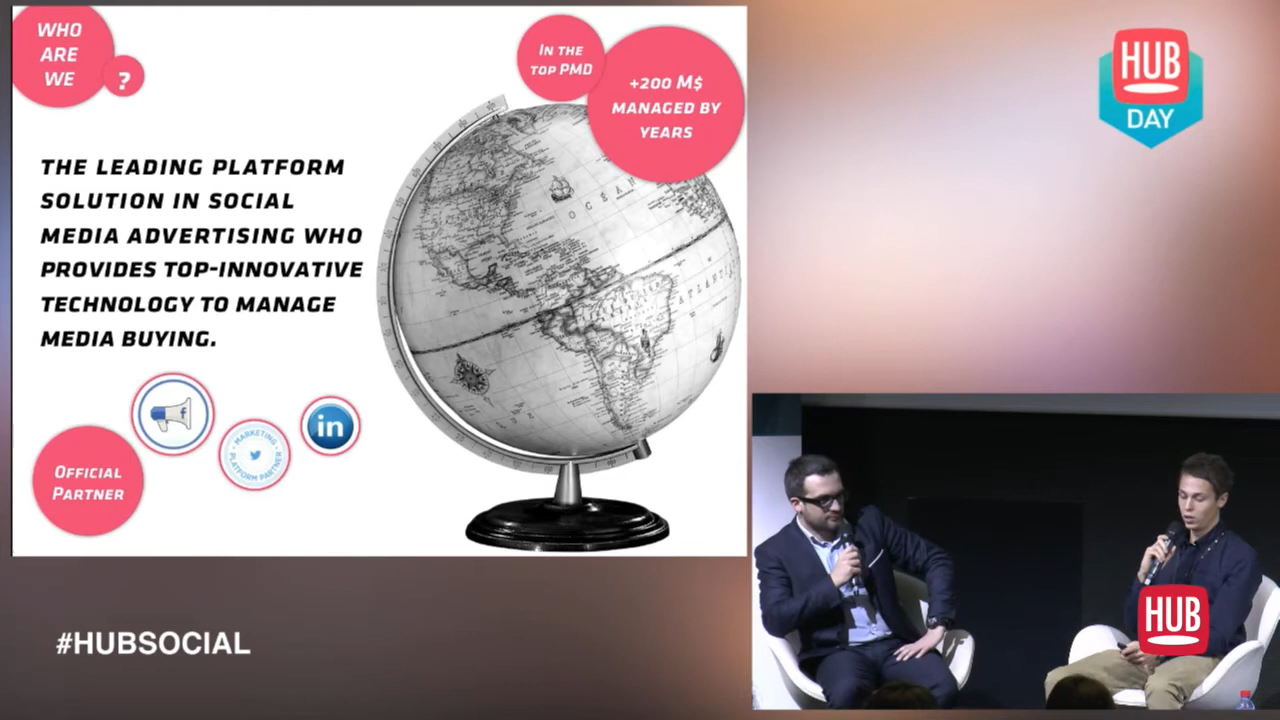 WHO
ARE
WE
?
IN THE
TOP PMD
+200 M$
MANAGED BY
YEARS
THE LEADING PLATFORM
SOLUTION IN SOCIAL
MEDIA ADVERTISING WHO
PROVIDES TOP-INNOVATIVE
TECHNOLOGY TO MANAGE
MEDIA BUYING.
OCÉAN
ATLANTI
f
in
MARKETING
PLATFORM PARTNER
OFFICIAL
PARTNER
HUB
DAY
HUB
#HUBSOCIAL